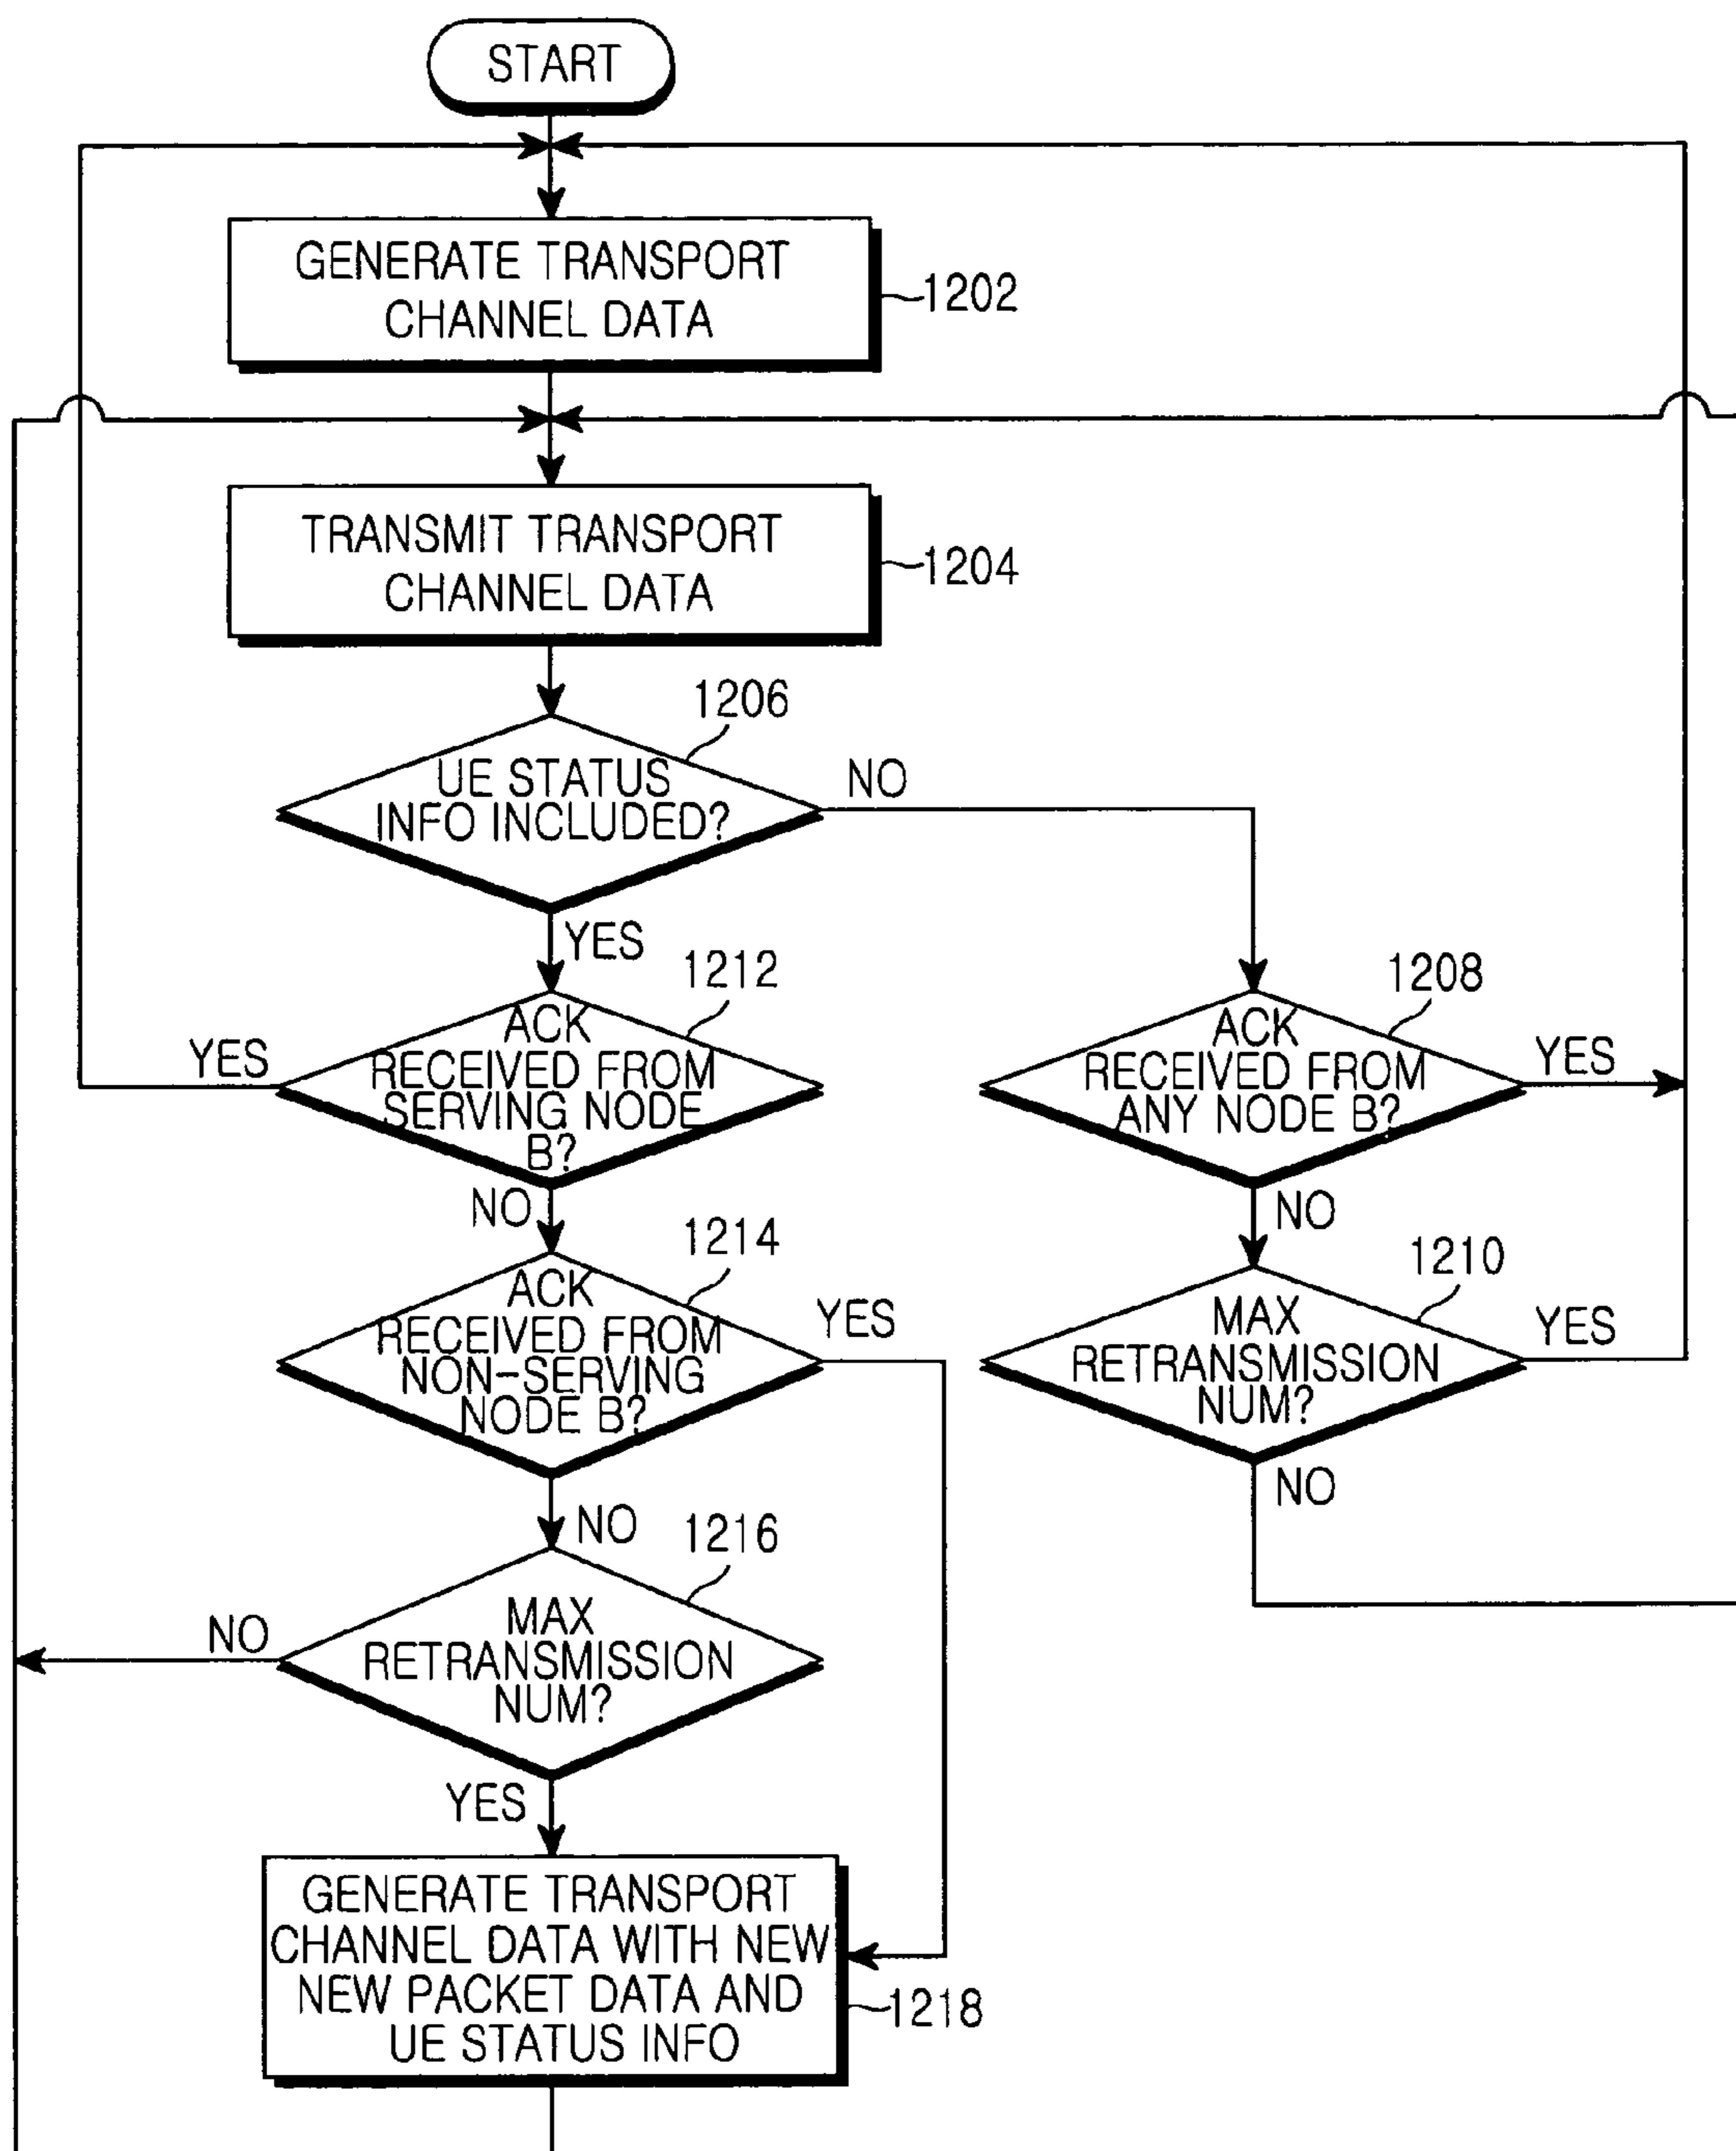 START
GENERATE TRANSPORT
CHANNEL DATA
1202
TRANSMIT TRANSPORT
CHANNEL DATA
1204
1206
UE STATUS
INFO INCLUDED?
NO
YES
1212
ACK
RECEIVED FROM
SERVING NODE
B?
YES
NO
1208
ACK
RECEIVED FROM
ANY NODE B?
YES
NO
1214
ACK
RECEIVED FROM
NON-SERVING
NODE B?
YES
NO
1210
MAX
RETRANSMISSION
NUM?
YES
NO
1216
MAX
RETRANSMISSION
NUM?
NO
YES
GENERATE TRANSPORT
CHANNEL DATA WITH NEW
NEW PACKET DATA AND
UE STATUS INFO
1218